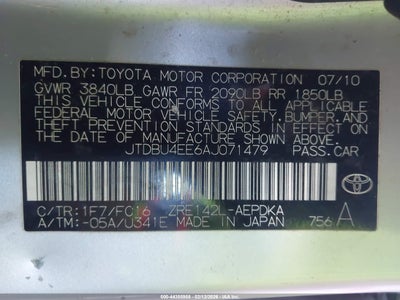 MFD.BY:TOYOTA MOTOR CORPORATION 07/10
GVWR 3840LB GAWR FR 2090LB RR 1850LB
THIS VEHICLE CONFORMS TO ALL APPLICABLE
FEDERAL MOTOR VEHICLE SAFETY,BUMPER,AND
THEFT PREVENTION STANDARDS IN EFFECT ON
THE DATE OF MANUFACTURE SHOWN ABOVE.
JTDBU4EE6AJ071479 PASS.CAR
C/TR:1F7/FC16 ZRE142L-AEPDKA
A/TM:-05A/U341E MADE IN JAPAN 756 A
TOYOTA